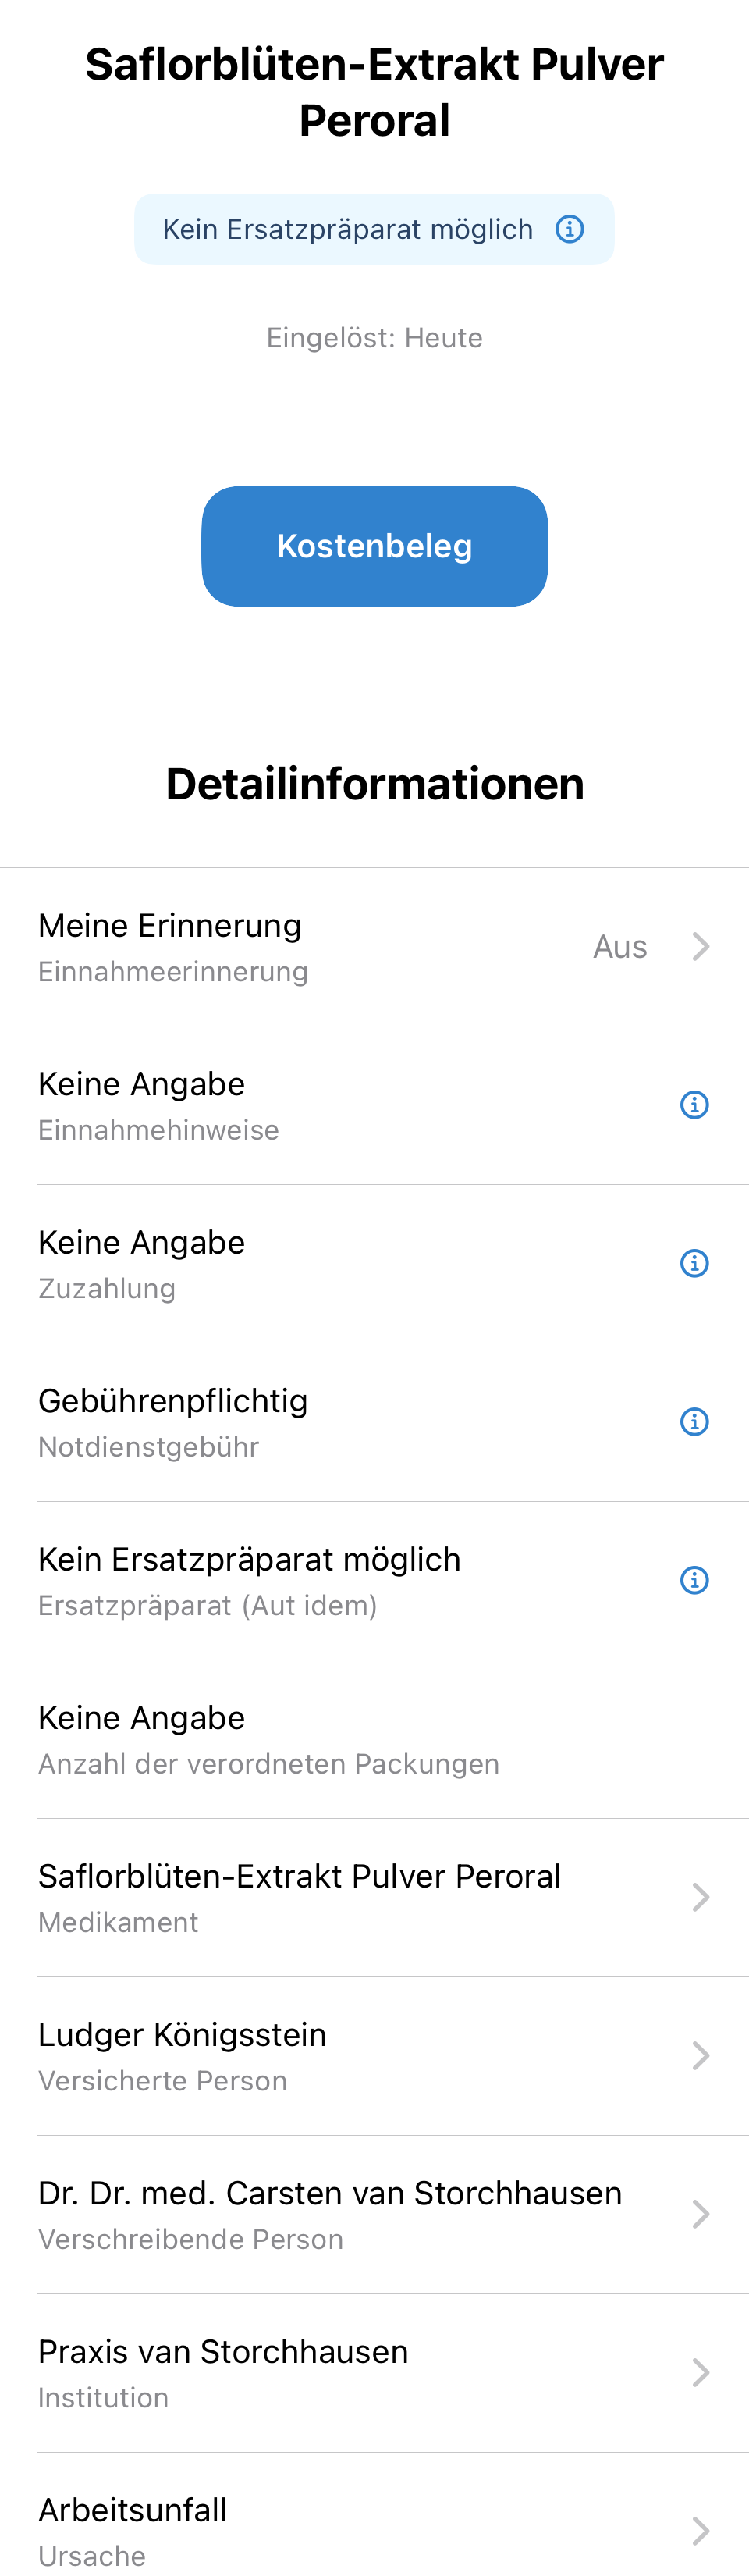 Saflorblüten-Extrakt Pulver
Peroral
Kein Ersatzpräparat möglich
Eingelöst: Heute
Kostenbeleg
Detailinformationen
Meine Erinnerung
Aus
Einnahmeerinnerung
Keine Angabe
Einnahmehinweise
Keine Angabe
Zuzahlung
Gebührenpflichtig
Notdienstgebühr
Kein Ersatzpräparat möglich
Ersatzpräparat (Aut idem)
Keine Angabe
Anzahl der verordneten Packungen
Saflorblüten-Extrakt Pulver Peroral
Medikament
Ludger Königsstein
Versicherte Person
Dr. Dr. med. Carsten van Storchhausen
Verschreibende Person
Praxis van Storchhausen
Institution
Arbeitsunfall
Ursache